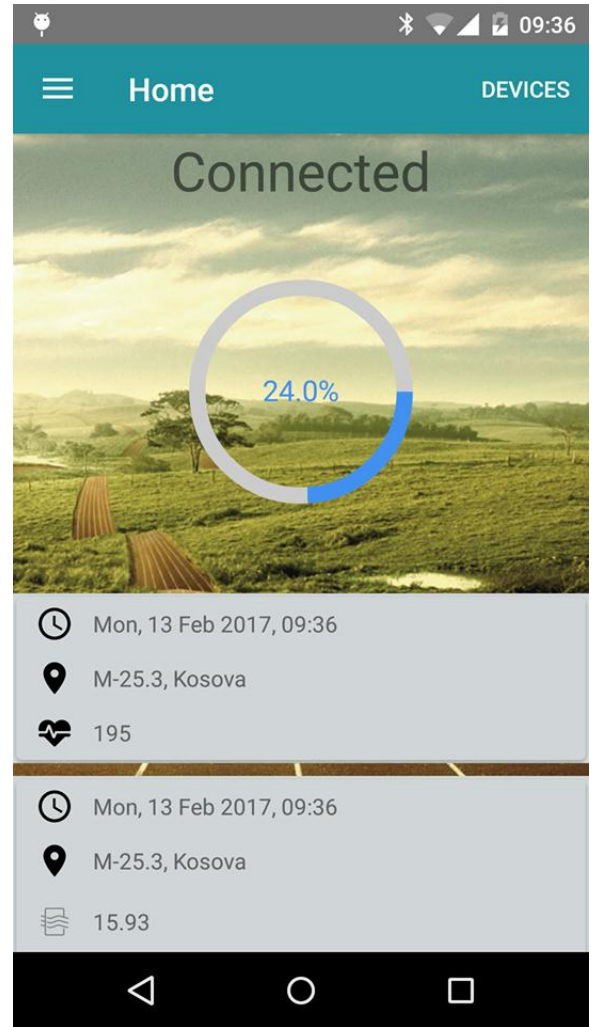 09:36
Home DEVICES
Connected
24.0%
Mon, 13 Feb 2017, 09:36
M-25.3, Kosova
195
Mon, 13 Feb 2017, 09:36
M-25.3, Kosova
15.93